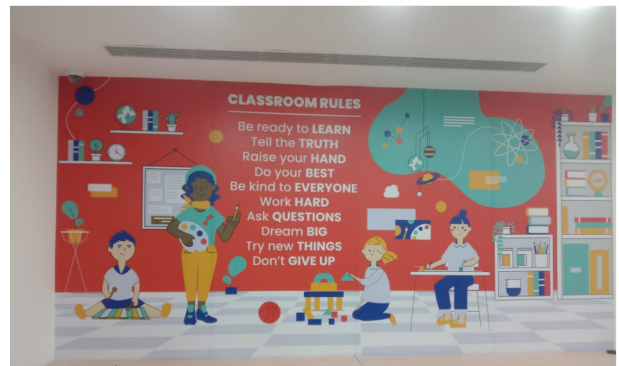 CLASSROOM RULES
Be ready to LEARN
Tell the TRUTH
Raise your HAND
Do your BEST
Be kind to EVERYONE
Work HARD
Ask QUESTIONS
Dream BIG
Try new THINGS
Don't GIVE UP